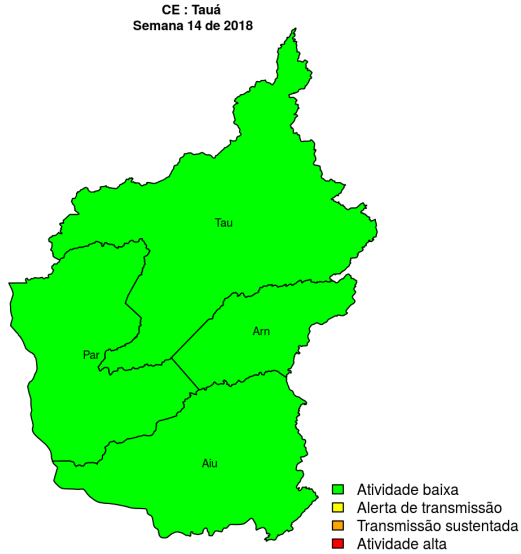 CE : Tauá
Semana 14 de 2018
Tau
Arn
Par
Aiu
Atividade baixa
Alerta de transmissão
Transmissão sustentada
Atividade alta